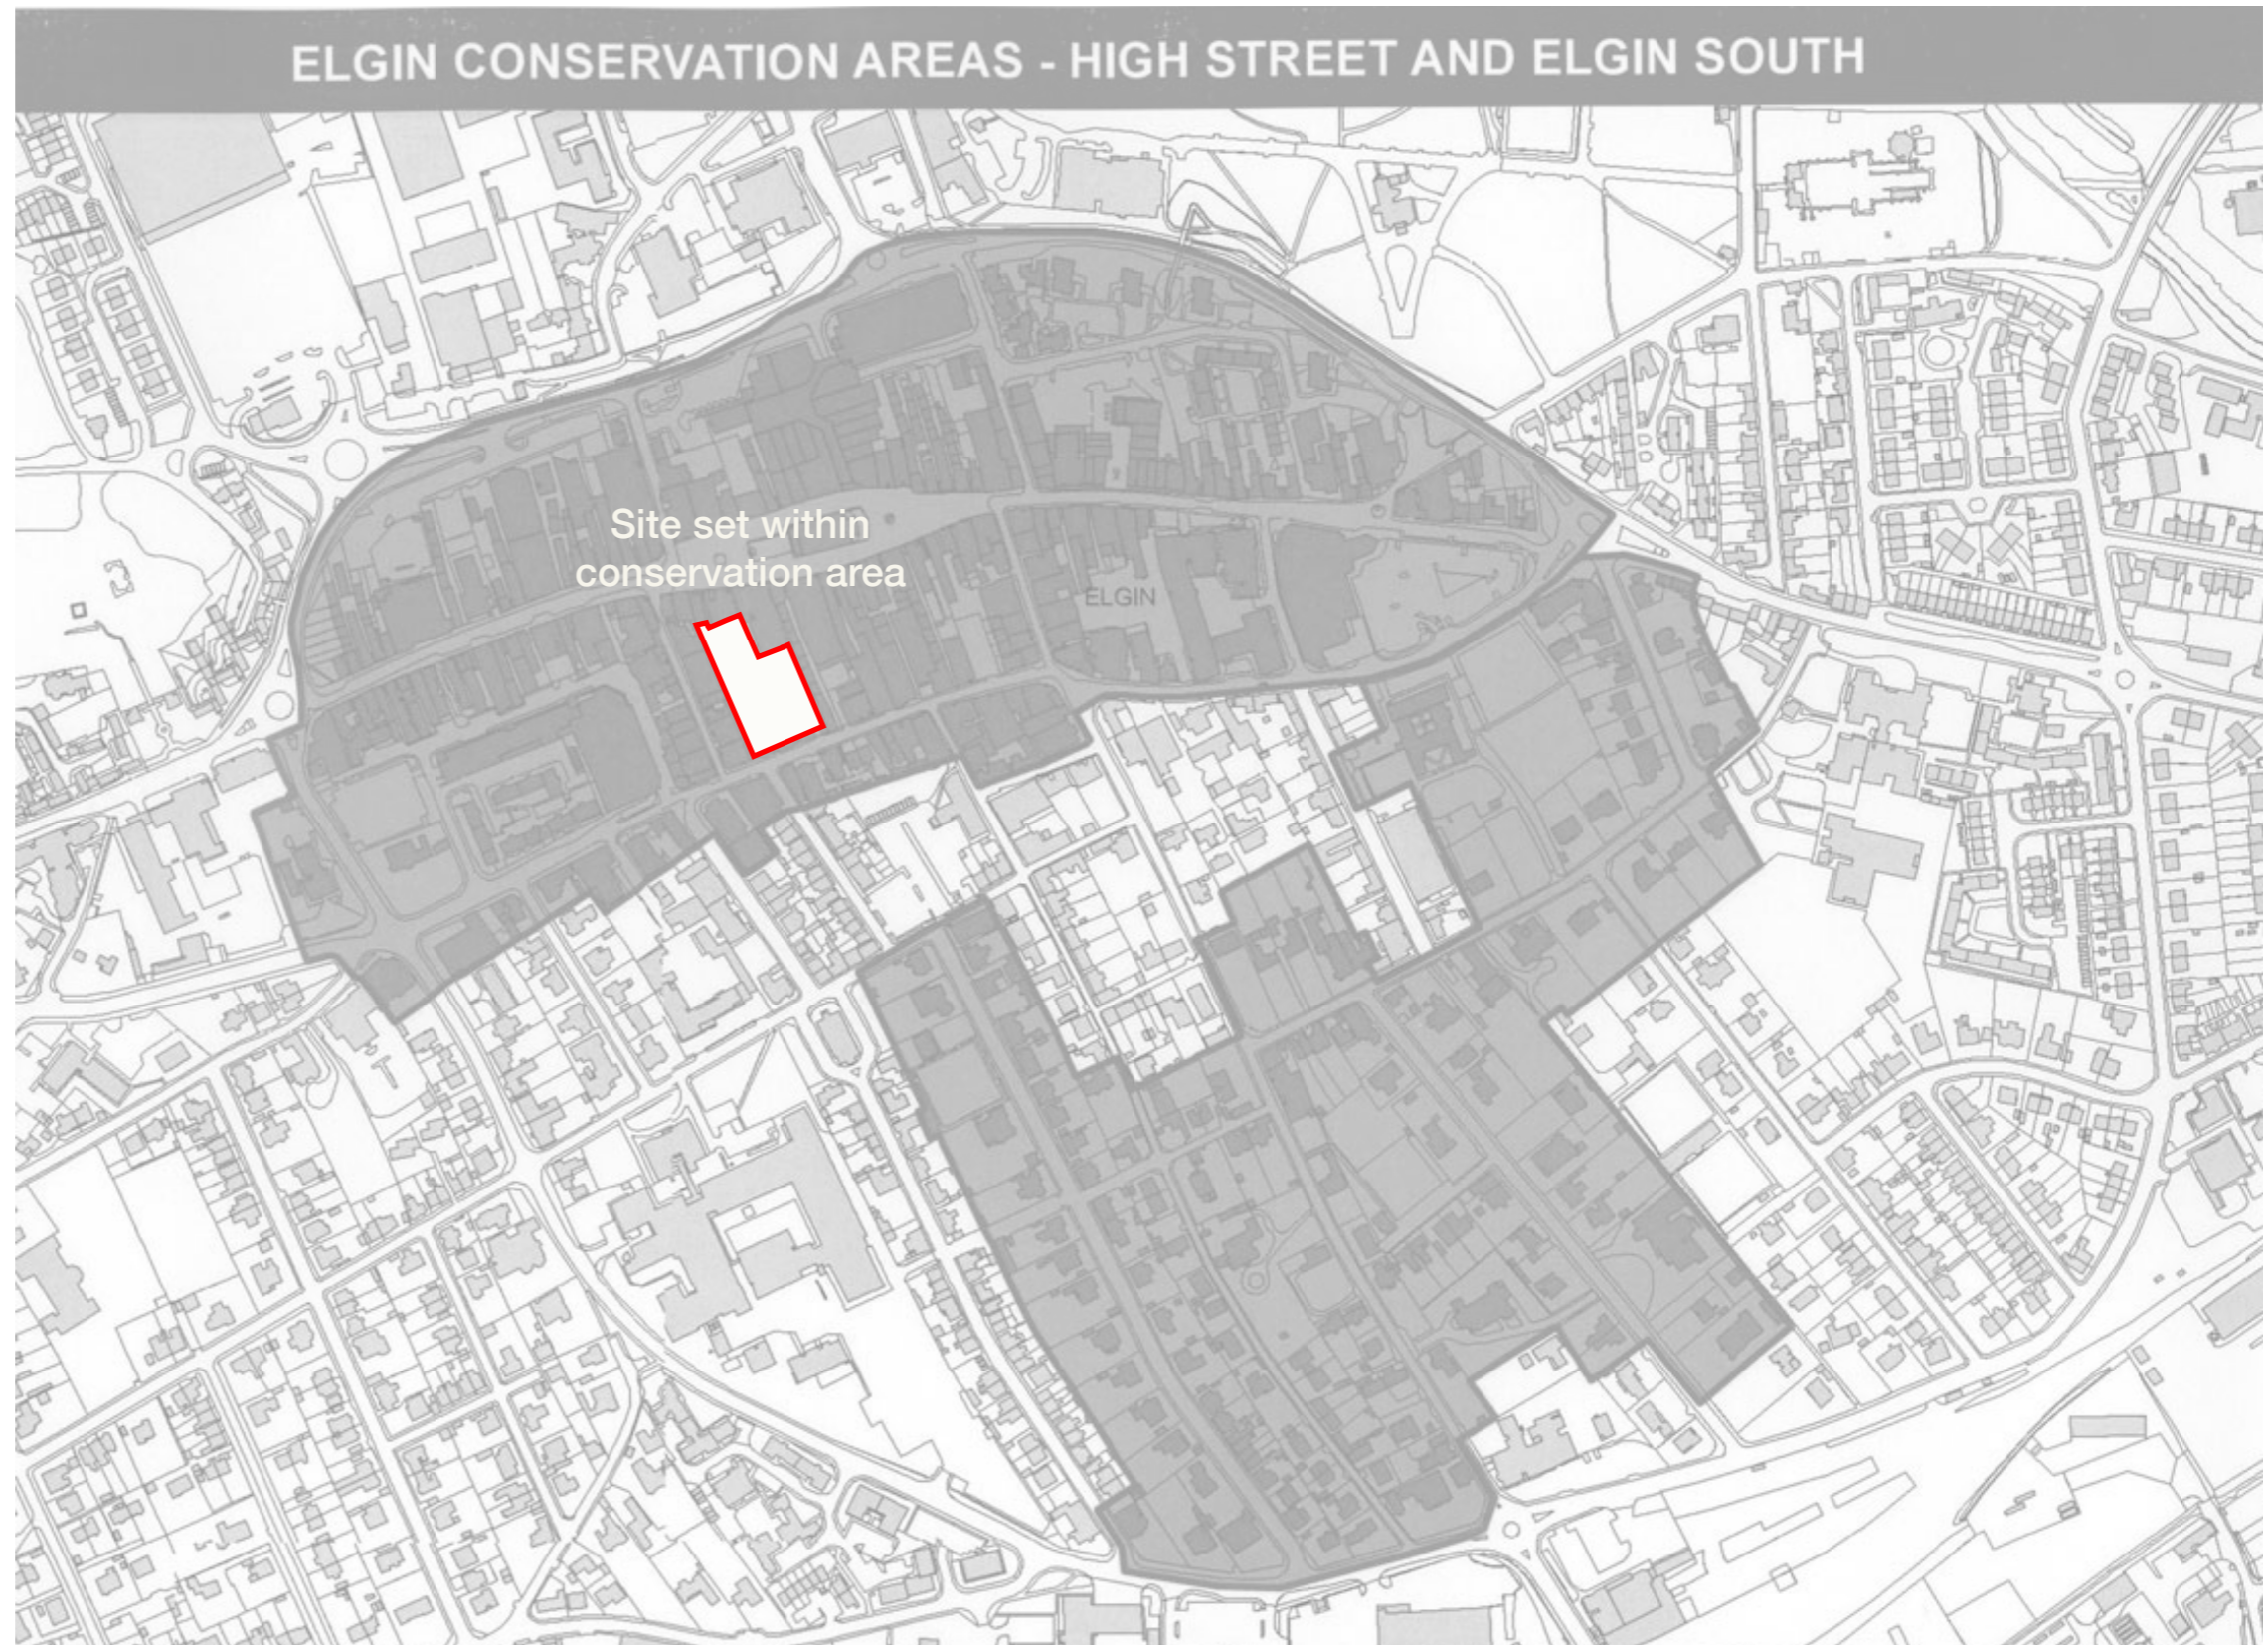 ELGIN CONSERVATION AREAS - HIGH STREET AND ELGIN SOUTH
Site set within
conservation area
ELGIN